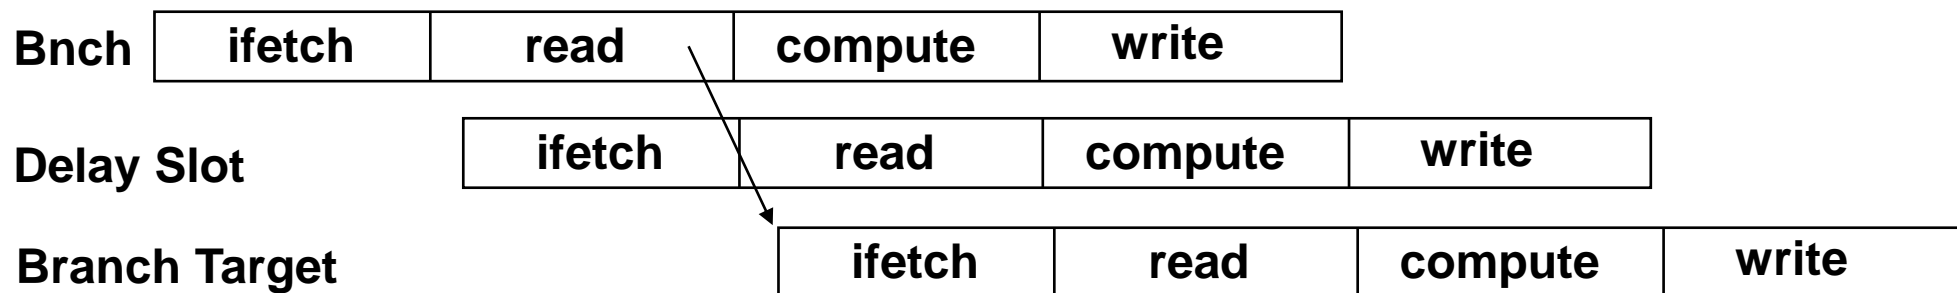 Bnch ifetch read compute write
Delay Slot ifetch read compute write
Branch Target ifetch read compute write